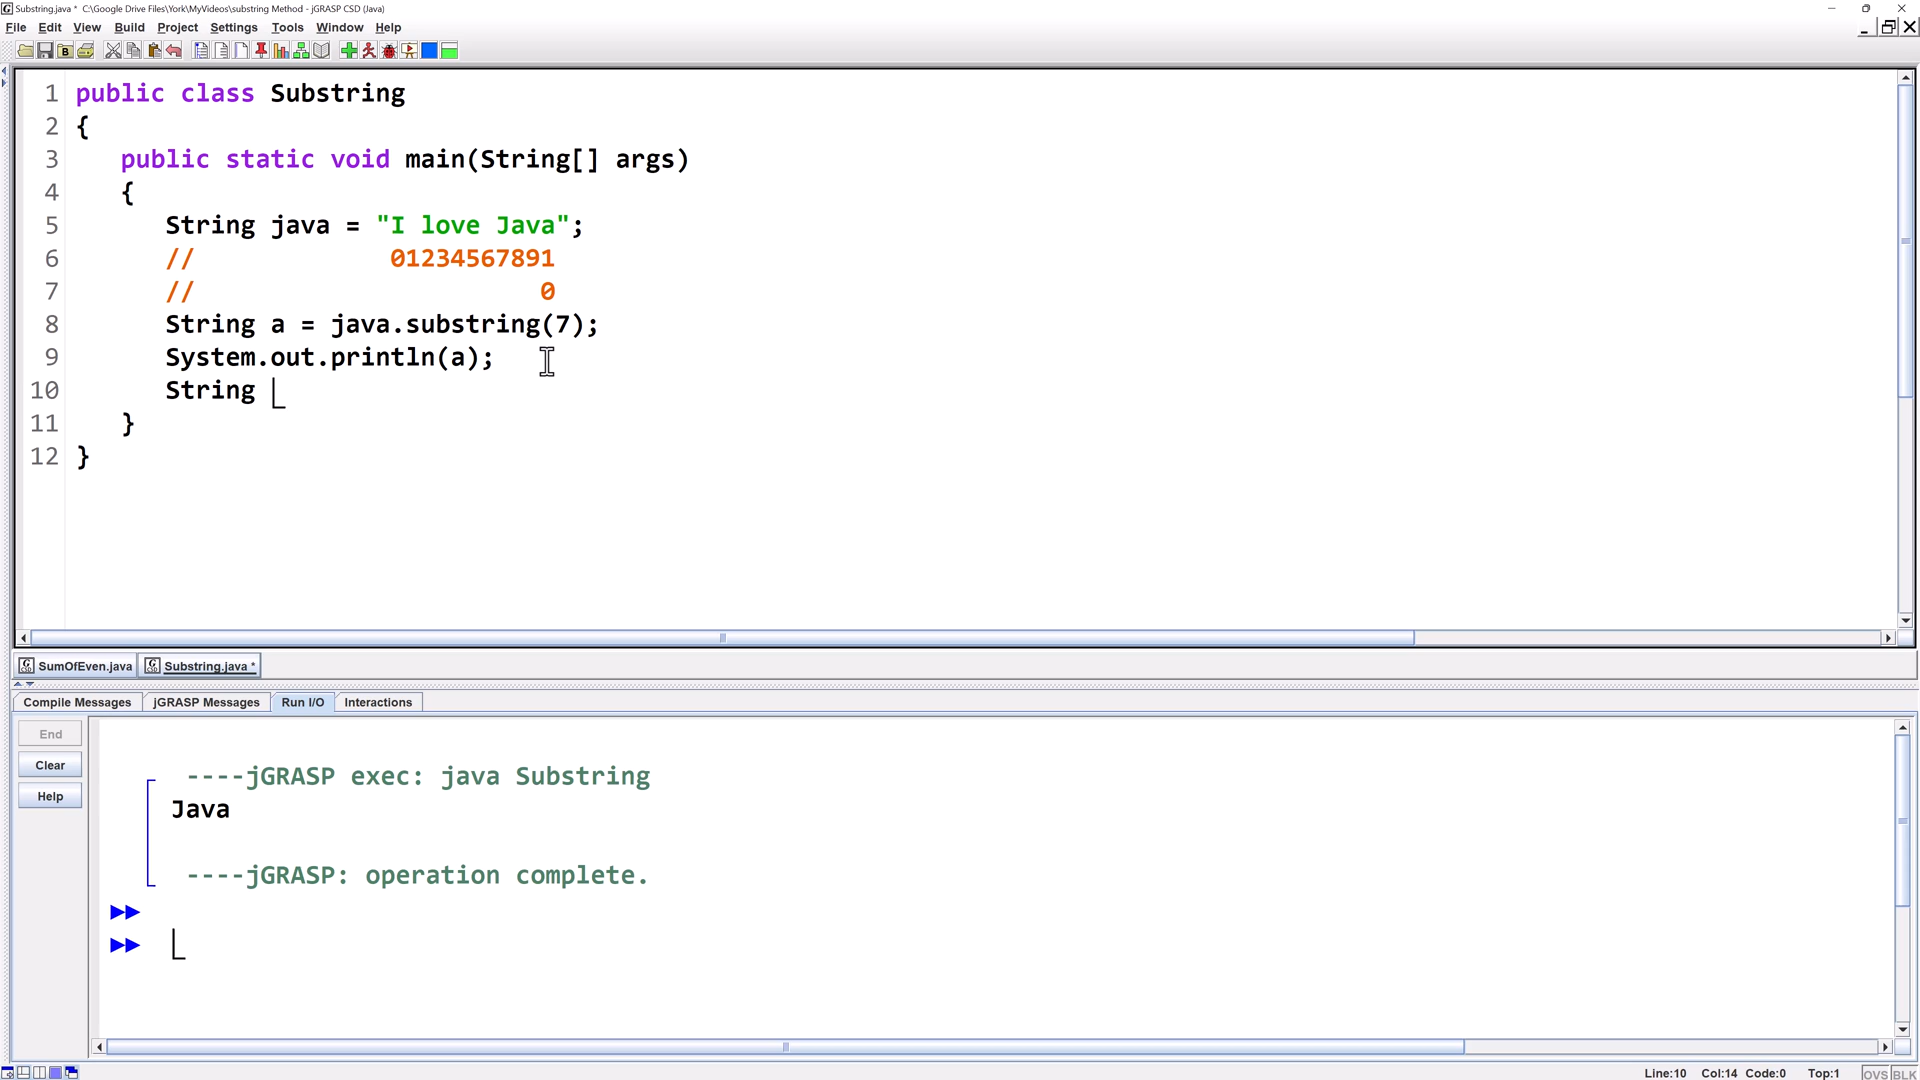 Substring.java * C:\Google Drive Files\York\MyVideos\substring Method - jGRASP CSD (Java)
File Edit View Build Project Settings Tools Window Help
1 public class Substring
2 {
3 public static void main(String[] args)
4 {
5 String java = "I love Java";
6 // 01234567891
7 // 0
8 String a = java.substring(7);
9 System.out.println(a);
10 String
11 }
12 }
SumOfEven.java Substring.java *
Compile Messages jGRASP Messages Run I/O Interactions
End
Clear
Help
----jGRASP exec: java Substring
Java
----jGRASP: operation complete.
Line:10 Col:14 Code:0 Top:1 OVS BLK